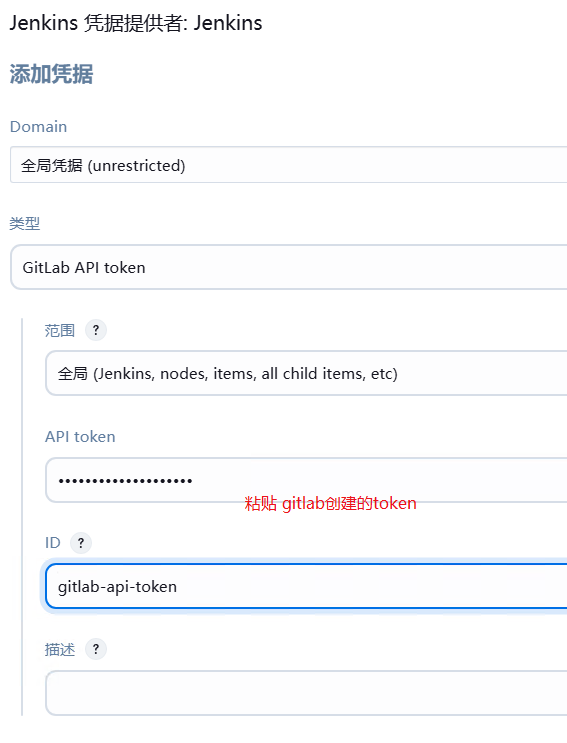 Jenkins 凭据提供者: Jenkins
添加凭据
Domain
全局凭据 (unrestricted)
类型
GitLab API token
范围 ?
全局 (Jenkins, nodes, items, all child items, etc)
API token
••••••••••••••••••••
粘贴 gitlab创建的token
ID ?
gitlab-api-token
描述 ?